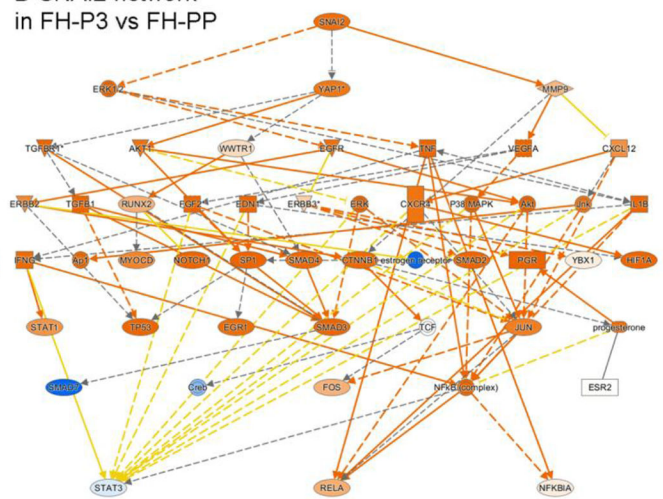 in FH-P3 vs FH-PP
SNAI2
ERK1/2 YAP1* MMP9
TGFBR1* AKT1* WWTR1 EGFR TNF VEGFA CXCL12
ERBB2 TGFB1 RUNX2 FGF2 EDN1 ERBB3* ERK CXCR4 P38 MAPK Akt Jnk IL1B
IFNG Ap1 MYOCD NOTCH1 SP1 SMAD4 CTNNB1 estrogen receptor SMAD2 PGR YBX1 HIF1A
STAT1 TP53 EGR1 SMAD3 TCF JUN progesterone
SMAD7 Creb FOS NFkB (complex) ESR2
STAT3 RELA NFKBIA